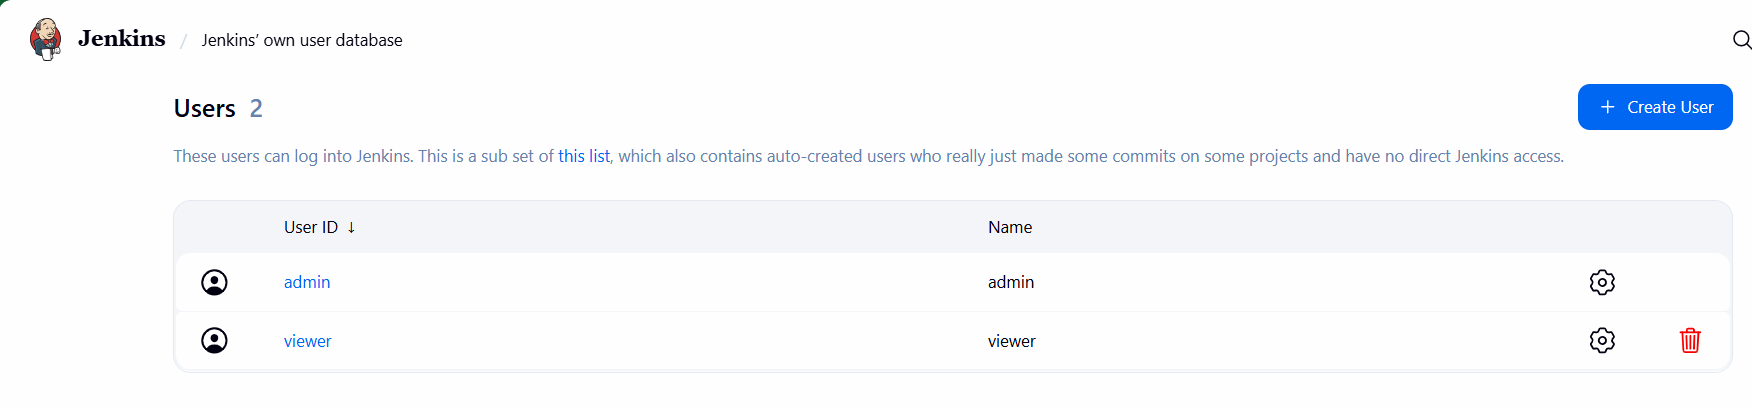 Jenkins / Jenkins’ own user database
Users 2
+ Create User
These users can log into Jenkins. This is a sub set of this list, which also contains auto-created users who really just made some commits on some projects and have no direct Jenkins access.
User ID ↓ Name
admin admin
viewer viewer